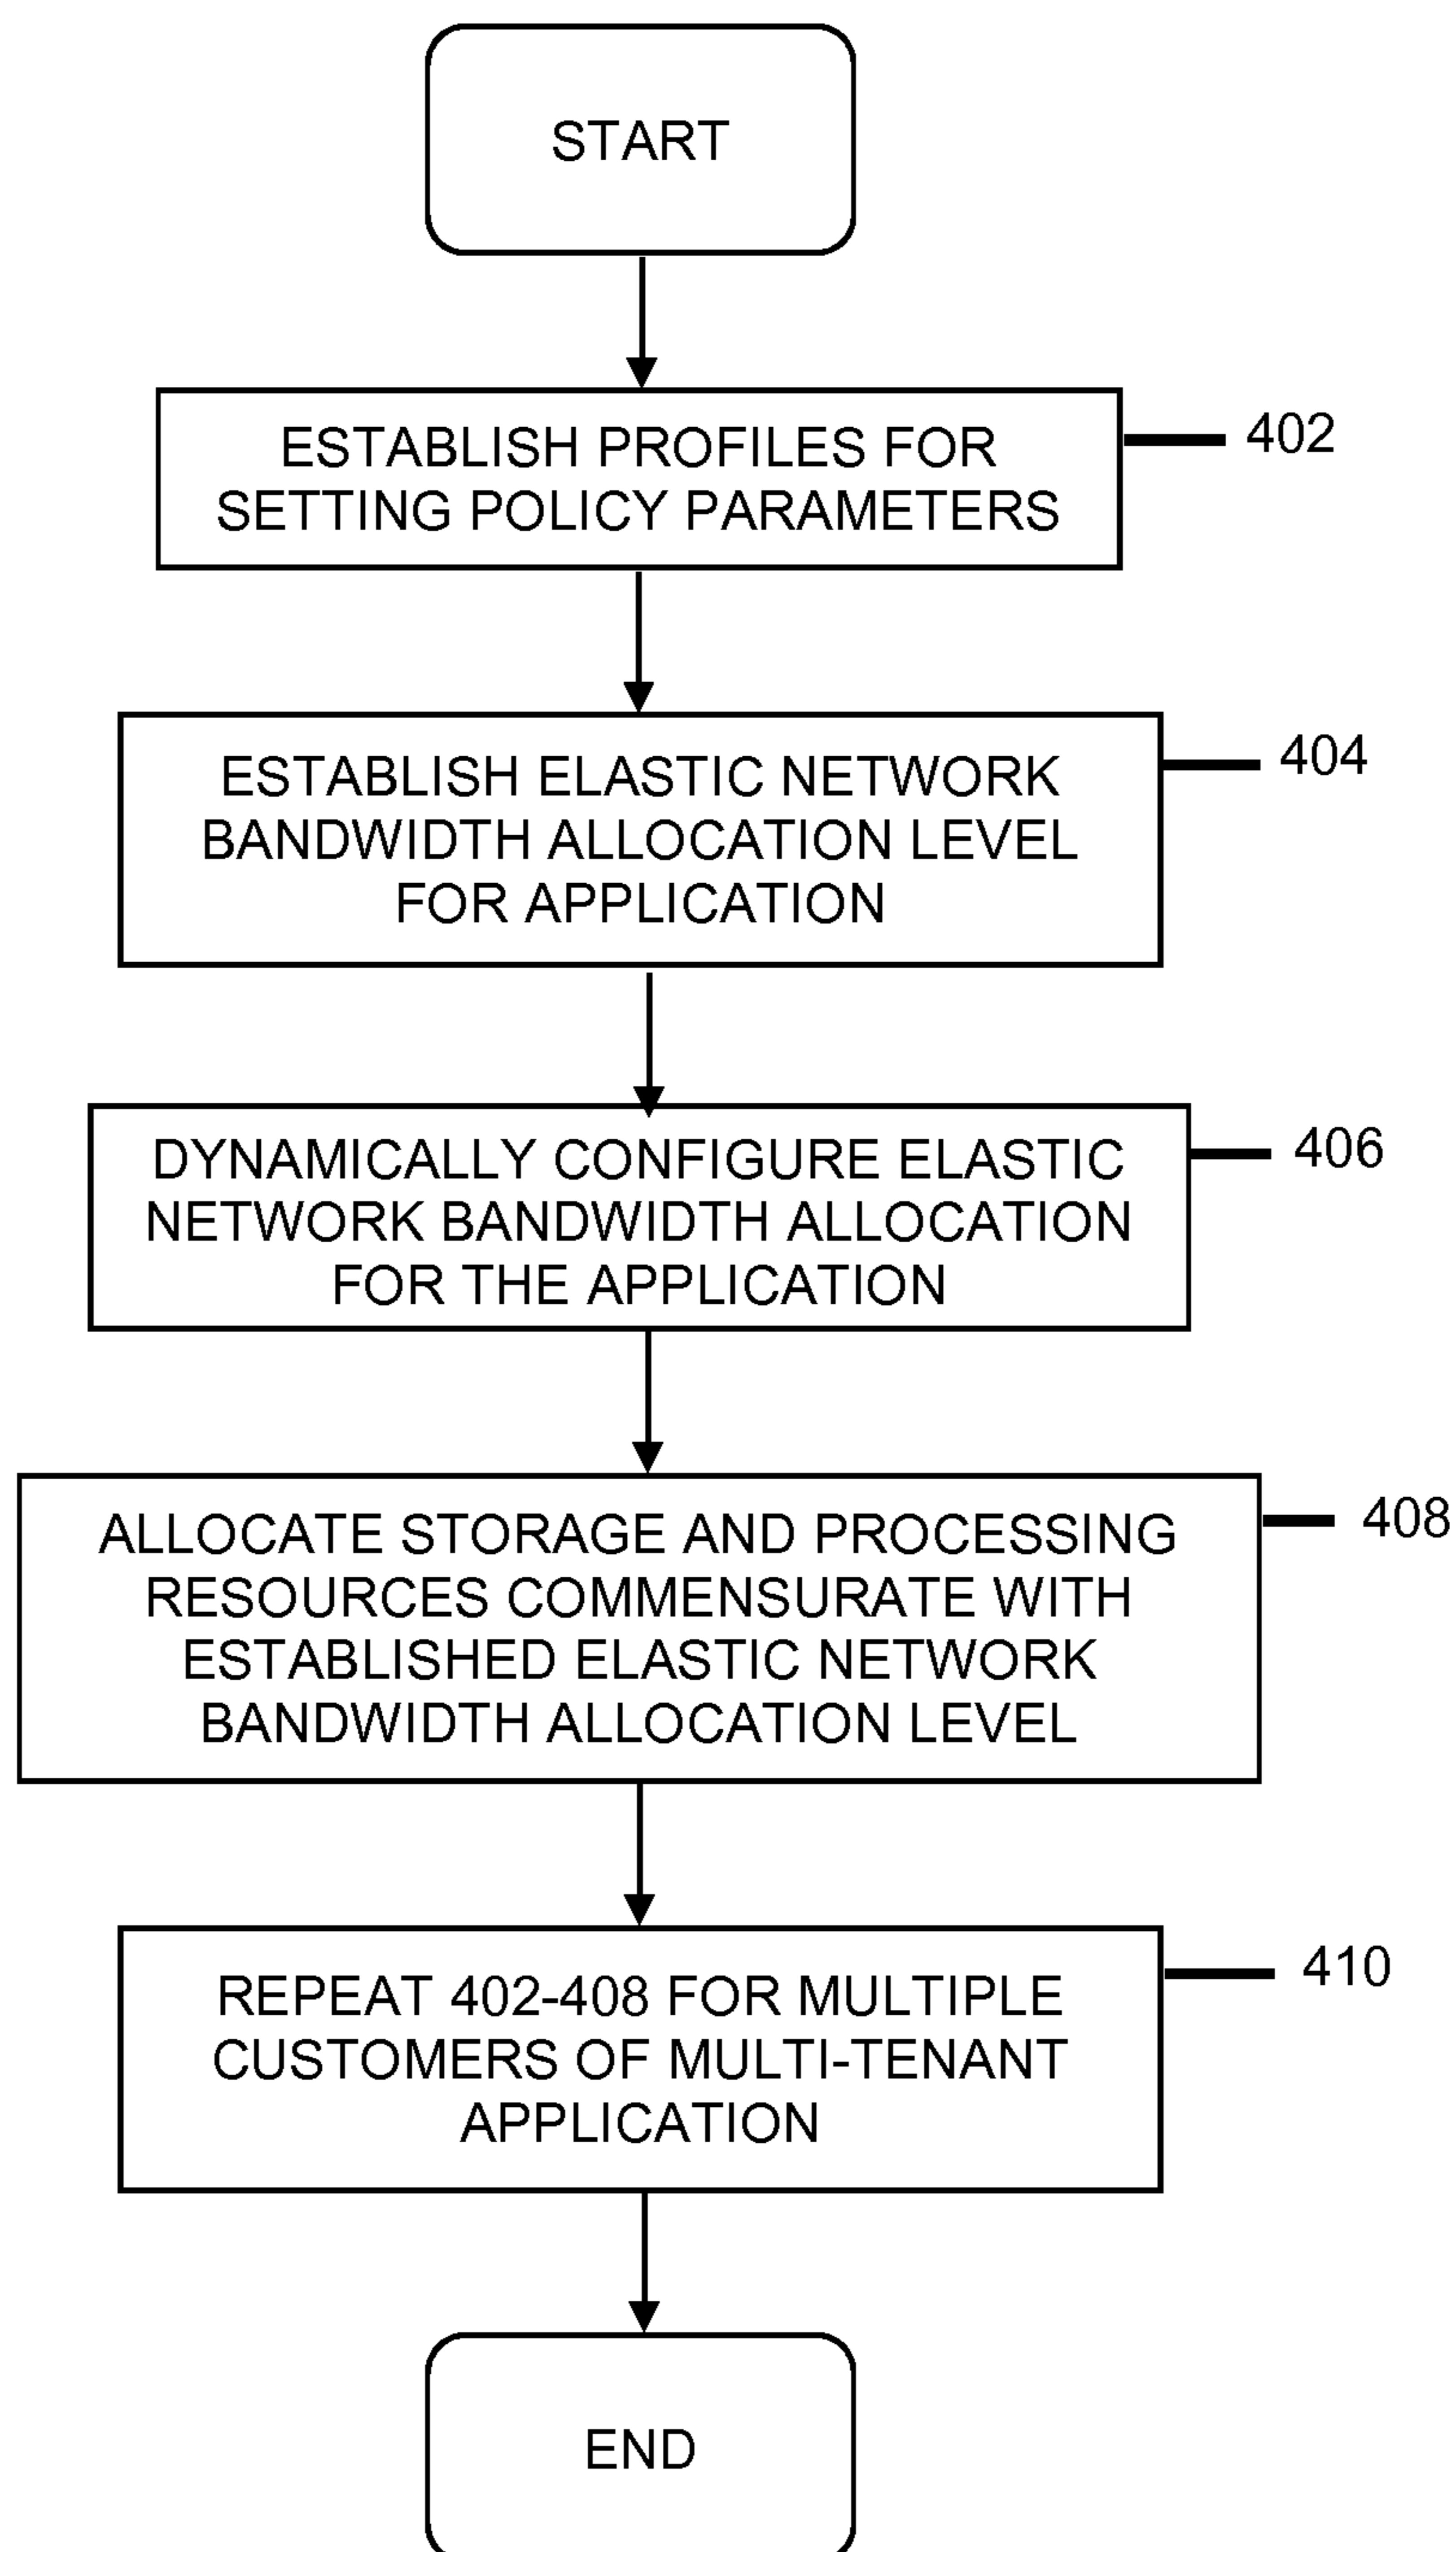 START
ESTABLISH PROFILES FOR
SETTING POLICY PARAMETERS
402
ESTABLISH ELASTIC NETWORK
BANDWIDTH ALLOCATION LEVEL
FOR APPLICATION
404
DYNAMICALLY CONFIGURE ELASTIC
NETWORK BANDWIDTH ALLOCATION
FOR THE APPLICATION
406
ALLOCATE STORAGE AND PROCESSING
RESOURCES COMMENSURATE WITH
ESTABLISHED ELASTIC NETWORK
BANDWIDTH ALLOCATION LEVEL
408
REPEAT 402-408 FOR MULTIPLE
CUSTOMERS OF MULTI-TENANT
APPLICATION
410
END